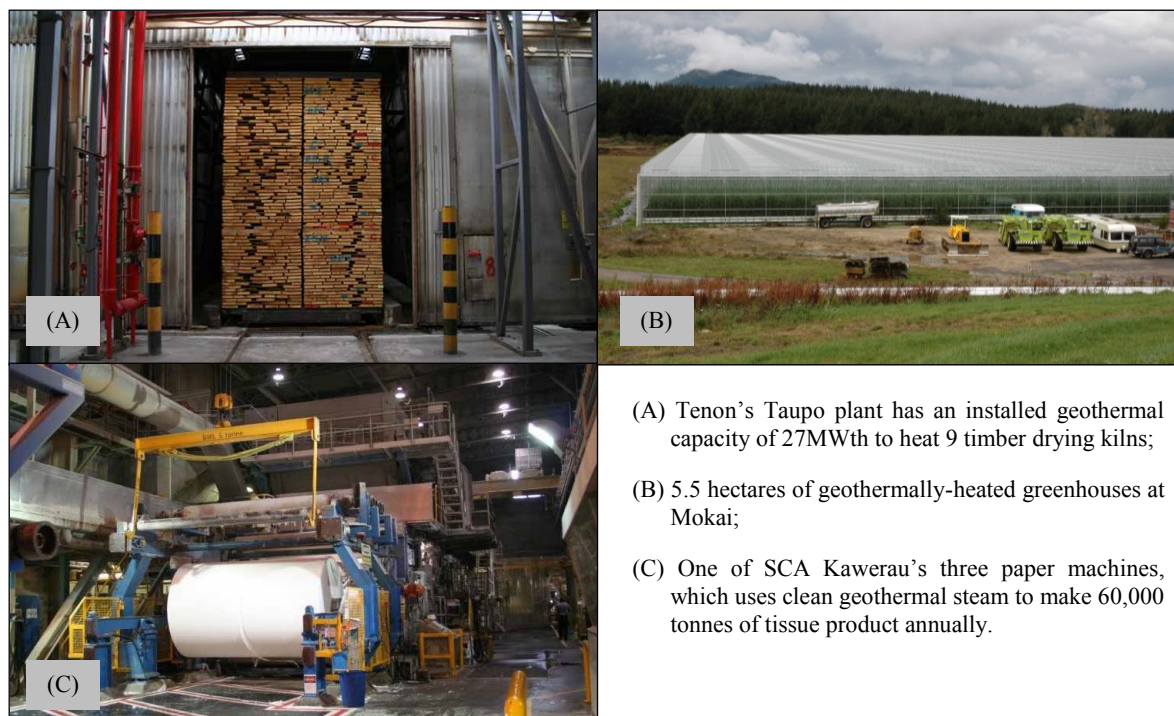 (A)
8
(B)
(A) Tenon’s Taupo plant has an installed geothermal
capacity of 27MWth to heat 9 timber drying kilns;
(B) 5.5 hectares of geothermally-heated greenhouses at
Mokai;
(C) One of SCA Kawerau’s three paper machines,
which uses clean geothermal steam to make 60,000
tonnes of tissue product annually.
(C)